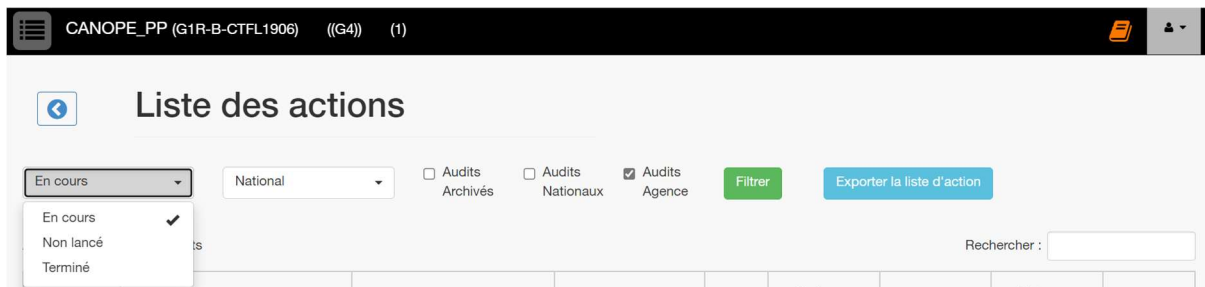 CANOPE_PP (G1R-B-CTFL1906) ((G4)) (1)
Liste des actions
En cours National Audits Archivés Audits Nationaux Audits Agence Filtrer Exporter la liste d'action
En cours
Non lancé
Terminé
Rechercher :